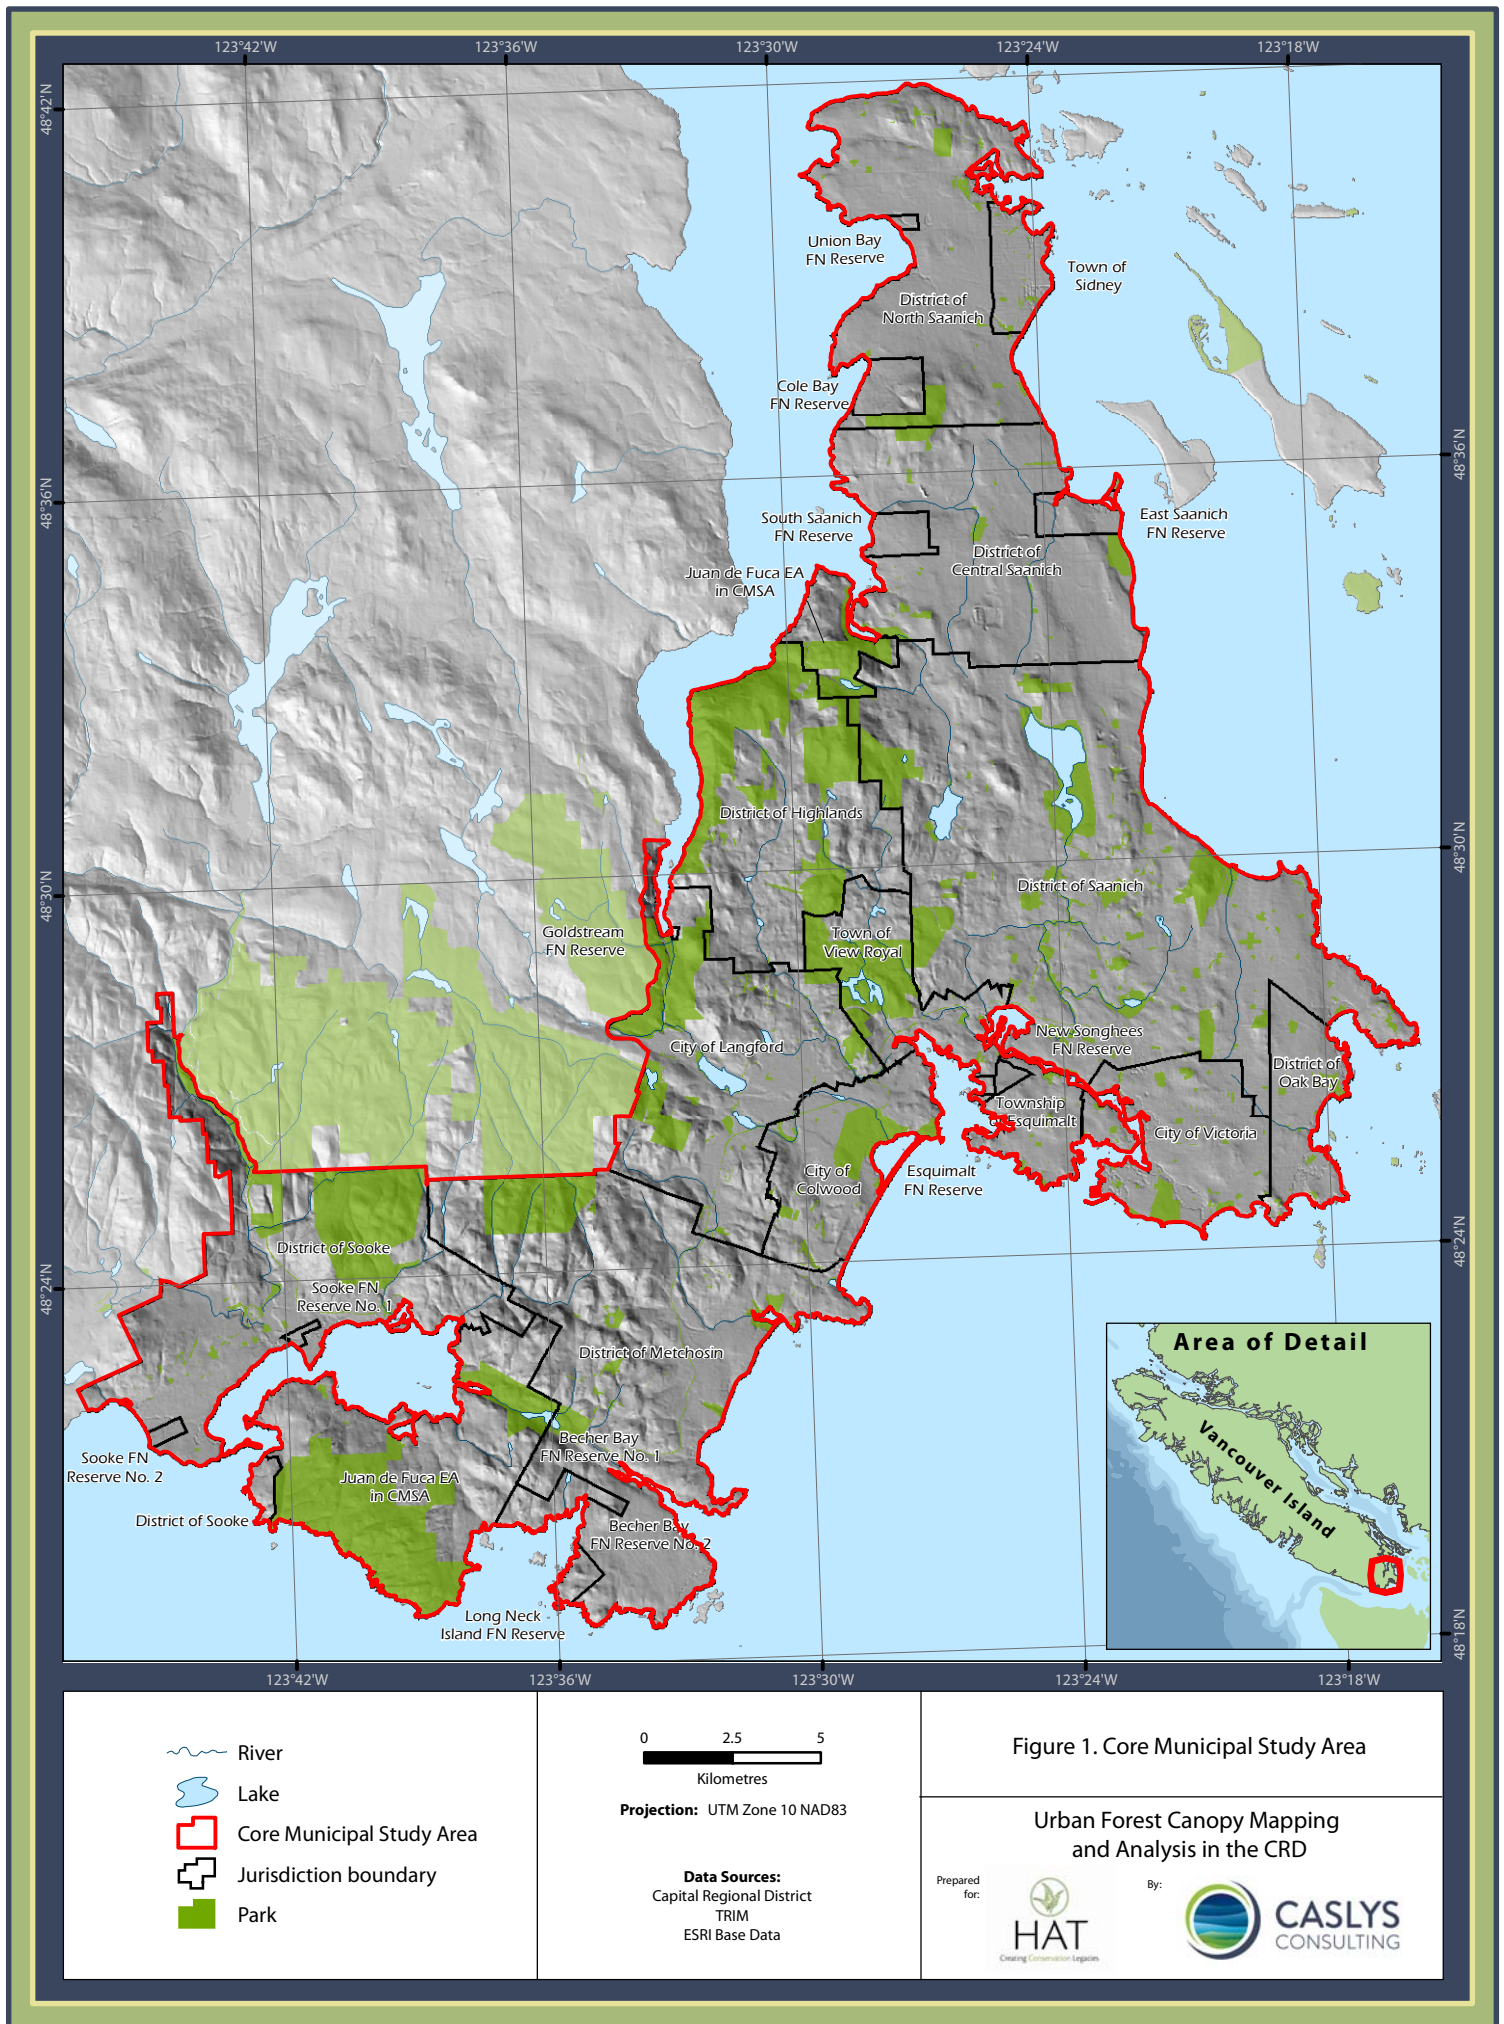 123°42'W
123°36'W
123°30'W
123°24'W
123°18'W
48°42'N
48°36'N
48°30'N
48°24'N
48°36'N
48°30'N
48°24'N
48°18'N
Union Bay
FN Reserve
Town of
Sidney
District of
North Saanich
Cole Bay
FN Reserve
South Saanich
FN Reserve
East Saanich
FN Reserve
District of
Central Saanich
Juan de Fuca EA
in CMSA
District of Highlands
District of Saanich
Goldstream
FN Reserve
Town of
View Royal
City of Langford
New Songhees
FN Reserve
District of
Oak Bay
Township
of Esquimalt
City of Victoria
City of
Colwood
Esquimalt
FN Reserve
District of Sooke
Sooke FN
Reserve No. 1
District of Metchosin
Becher Bay
FN Reserve No. 1
Sooke FN
Reserve No. 2
Juan de Fuca EA
in CMSA
District of Sooke
Becher Bay
FN Reserve No. 2
Long Neck
Island FN Reserve
Area of Detail
Vancouver Island
123°42'W
123°36'W
123°30'W
123°24'W
123°18'W
River
Lake
Core Municipal Study Area
Jurisdiction boundary
Park
0 2.5 5
Kilometres
Projection: UTM Zone 10 NAD83
Data Sources:
Capital Regional District
TRIM
ESRI Base Data
Figure 1. Core Municipal Study Area
Urban Forest Canopy Mapping
and Analysis in the CRD
Prepared
for:
HAT
Creating Conservation Legacies
By:
CASLYS
CONSULTING